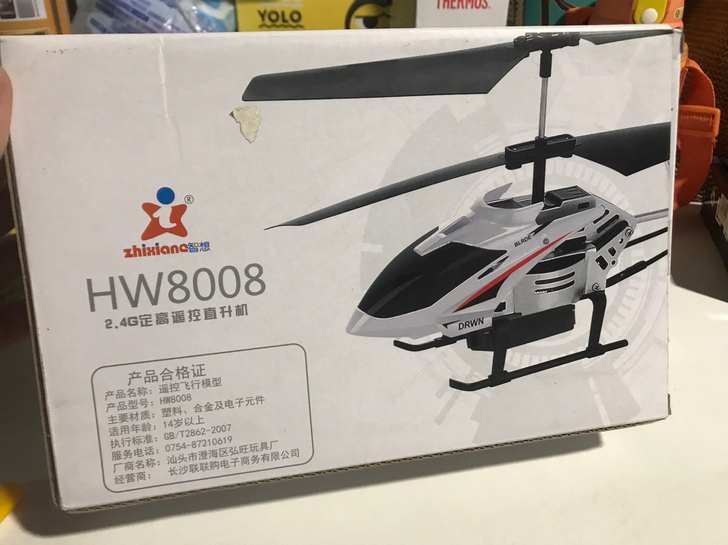 YOLO
THERMOS.
®
zhixiang智想
HW8008
2.4G定高遥控直升机
BLADE
DRWN
产品合格证
产品名称：遥控飞行模型
产品型号：HW8008
主要材质：塑料、合金及电子元件
适用年龄：14岁以上
执行标准：GB/T2862-2007
服务电话：0754-87210619
厂商名称：汕头市澄海区弘旺玩具厂
经营商：长沙联联购电子商务有限公司